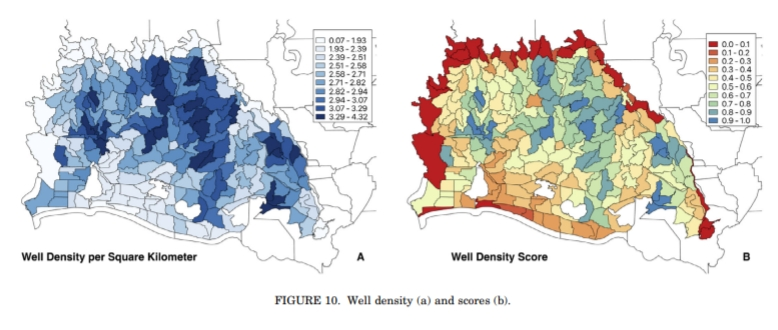 0.07 - 1.93
1.93 - 2.39
2.39 - 2.51
2.51 - 2.58
2.58 - 2.71
2.71 - 2.82
2.82 - 2.94
2.94 - 3.07
3.07 - 3.29
3.29 - 4.32
Well Density per Square Kilometer
A
0.0 - 0.1
0.1 - 0.2
0.2 - 0.3
0.3 - 0.4
0.4 - 0.5
0.5 - 0.6
0.6 - 0.7
0.7 - 0.8
0.8 - 0.9
0.9 - 1.0
Well Density Score
B
FIGURE 10. Well density (a) and scores (b).